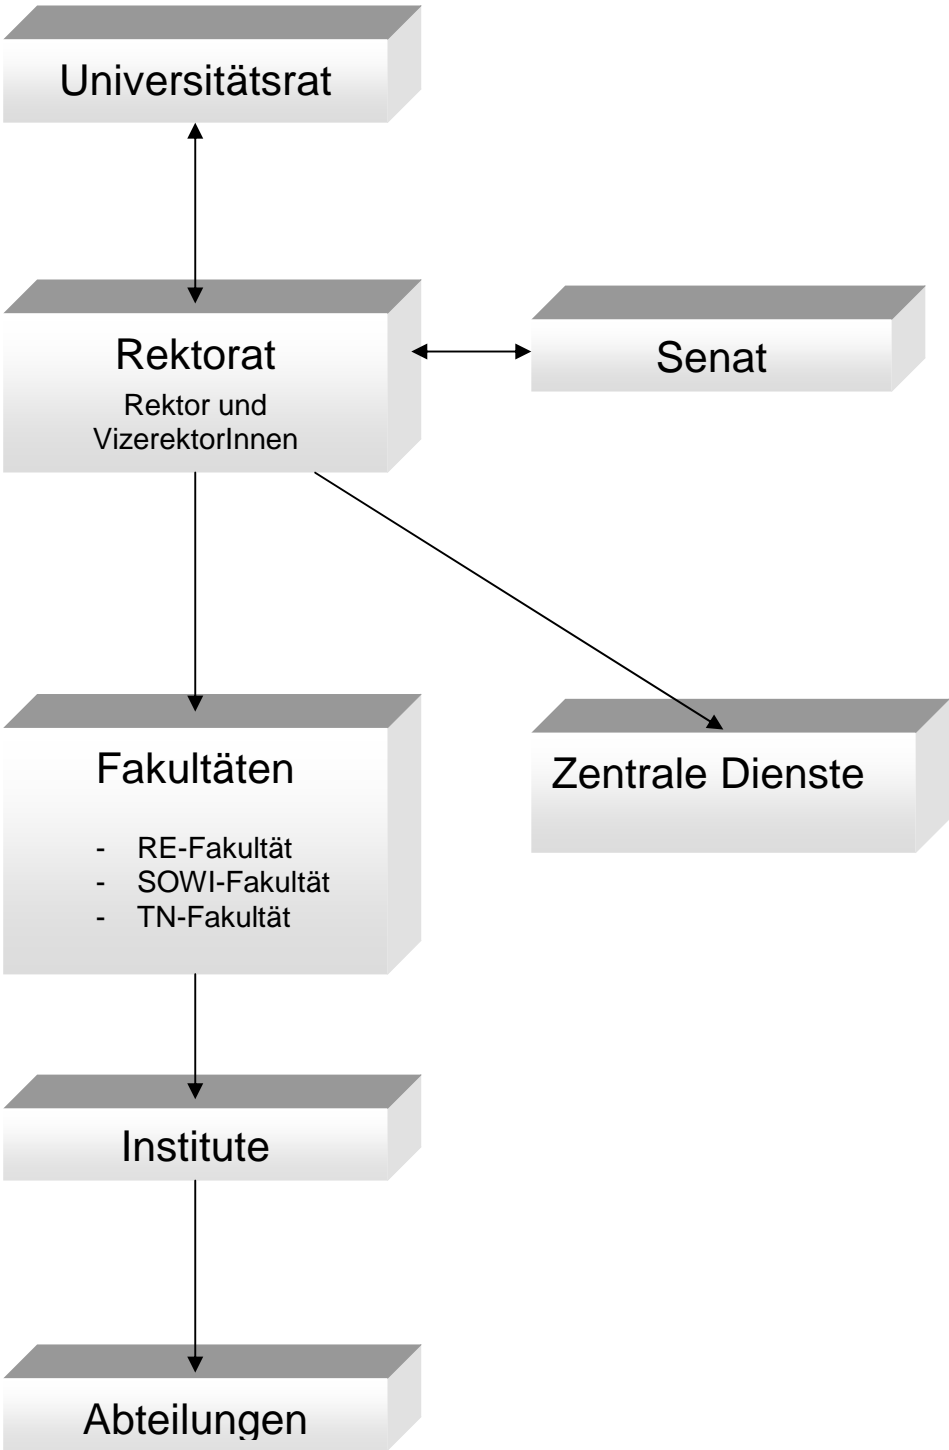 Universitätsrat
Rektorat
Rektor und
VizerektorInnen
Senat
Fakultäten
- RE-Fakultät
- SOWI-Fakultät
- TN-Fakultät
Zentrale Dienste
Institute
Abteilungen